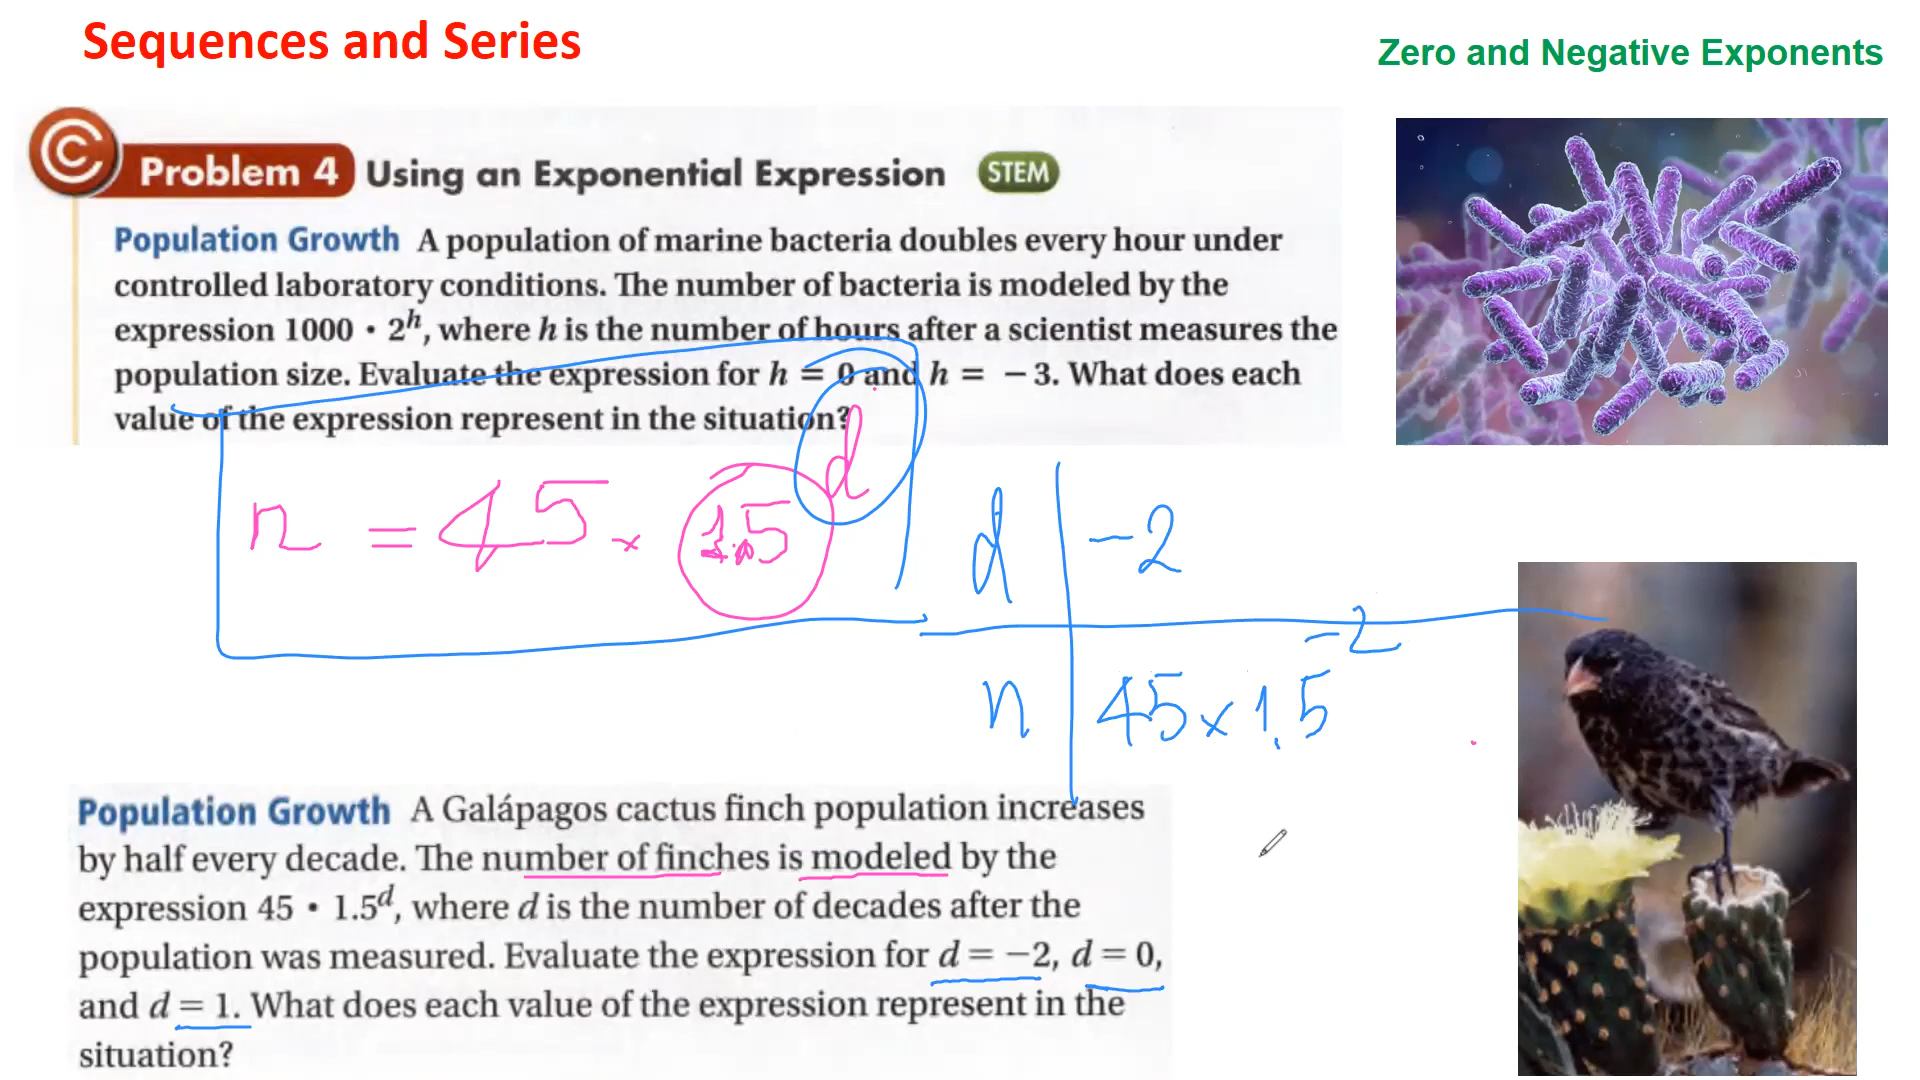 Sequences and Series
Zero and Negative Exponents
Problem 4 Using an Exponential Expression STEM
Population Growth A population of marine bacteria doubles every hour under
controlled laboratory conditions. The number of bacteria is modeled by the
expression 1000 • 2^h, where h is the number of hours after a scientist measures the
population size. Evaluate the expression for h = 0 and h = −3. What does each
value of the expression represent in the situation?
n = 45 × 1.5^d
d | −2
n | 45 × 1.5^−2
Population Growth A Galápagos cactus finch population increases
by half every decade. The number of finches is modeled by the
expression 45 • 1.5^d, where d is the number of decades after the
population was measured. Evaluate the expression for d = −2, d = 0,
and d = 1. What does each value of the expression represent in the
situation?